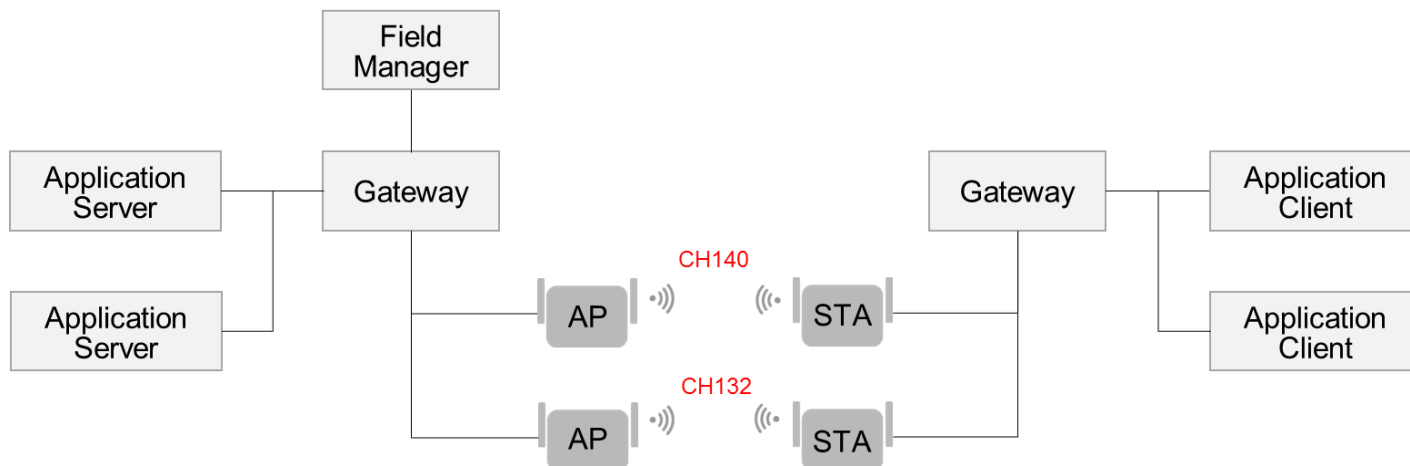 Field
Manager
Application
Server
Gateway
Gateway
Application
Client
CH140
AP
STA
Application
Server
Application
Client
CH132
AP
STA